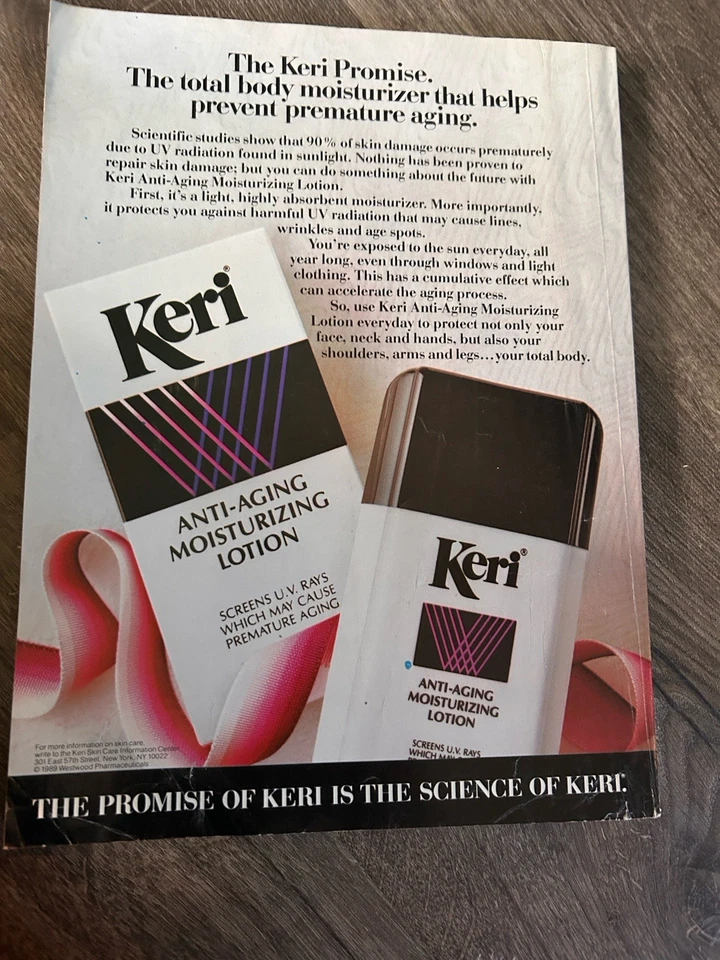 The Keri Promise.
The total body moisturizer that helps
prevent premature aging.
Scientific studies show that 90% of skin damage occurs prematurely
due to UV radiation found in sunlight. Nothing has been proven to
repair skin damage; but you can do something about the future with
Keri Anti-Aging Moisturizing Lotion.
First, it's a light, highly absorbent moisturizer. More importantly,
it protects you against harmful UV radiation that may cause lines,
wrinkles and age spots.
You're exposed to the sun everyday, all
year long, even through windows and light
clothing. This has a cumulative effect which
can accelerate the aging process.
So, use Keri Anti-Aging Moisturizing
Lotion everyday to protect not only your
face, neck and hands, but also your
shoulders, arms and legs...your total body.
Keri®
ANTI-AGING
MOISTURIZING
LOTION
SCREENS U.V. RAYS
WHICH MAY CAUSE
PREMATURE AGING
Keri®
ANTI-AGING
MOISTURIZING
LOTION
SCREENS U.V. RAYS
WHICH
For more information on skin care,
write to the Keri Skin Care Information Center,
301 East 57th Street, New York, NY 10022
© 1989 Westwood Pharmaceuticals
THE PROMISE OF KERI IS THE SCIENCE OF KERI.